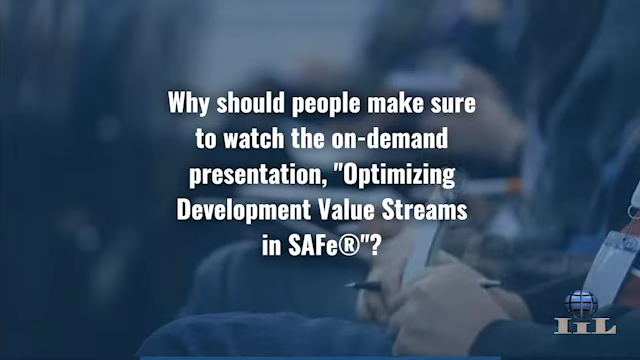 Why should people make sure
to watch the on-demand
presentation, "Optimizing
Development Value Streams
in SAFe®"?
IIL